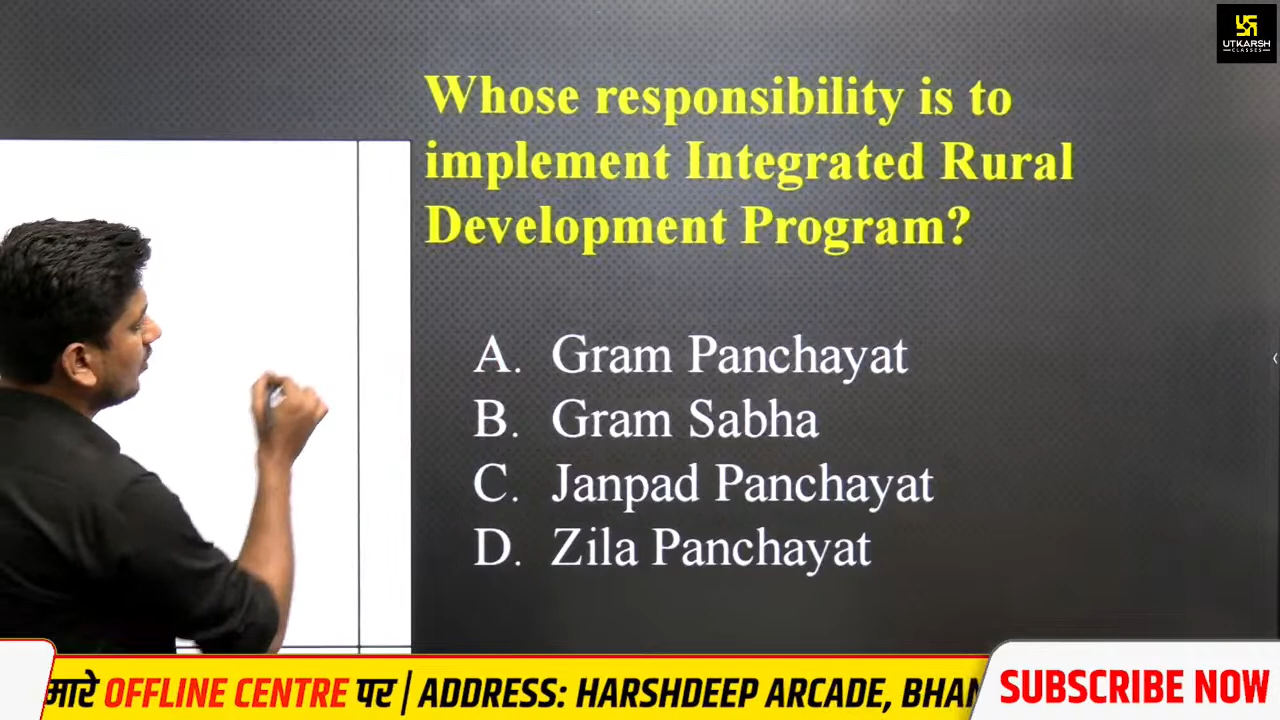 UTKARSH
CLASSES
Whose responsibility is to
implement Integrated Rural
Development Program?
A. Gram Panchayat
B. Gram Sabha
C. Janpad Panchayat
D. Zila Panchayat
OFFLINE CENTRE पर | ADDRESS: HARSHDEEP ARCADE,
SUBSCRIBE NOW